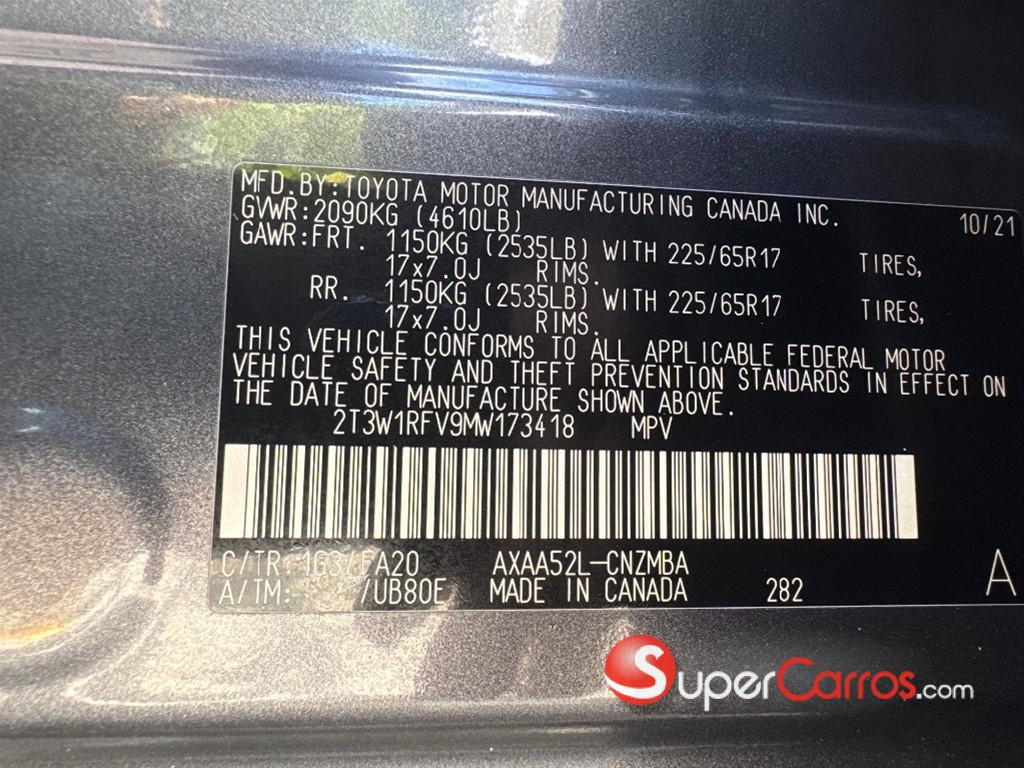 MFD.BY:TOYOTA MOTOR MANUFACTURING CANADA INC. 10/21
GVWR:2090KG (4610LB)
GAWR:FRT. 1150KG (2535LB) WITH 225/65R17 TIRES,
17x7.0J RIMS.
RR. 1150KG (2535LB) WITH 225/65R17 TIRES,
17x7.0J RIMS.
THIS VEHICLE CONFORMS TO ALL APPLICABLE FEDERAL MOTOR
VEHICLE SAFETY AND THEFT PREVENTION STANDARDS IN EFFECT ON
THE DATE OF MANUFACTURE SHOWN ABOVE.
2T3W1RFV9MW173418 MPV
C/TR:1G3/FA20 AXAA52L-CNZMBA A
A/TM: /UB80E MADE IN CANADA 282
SuperCarros.com